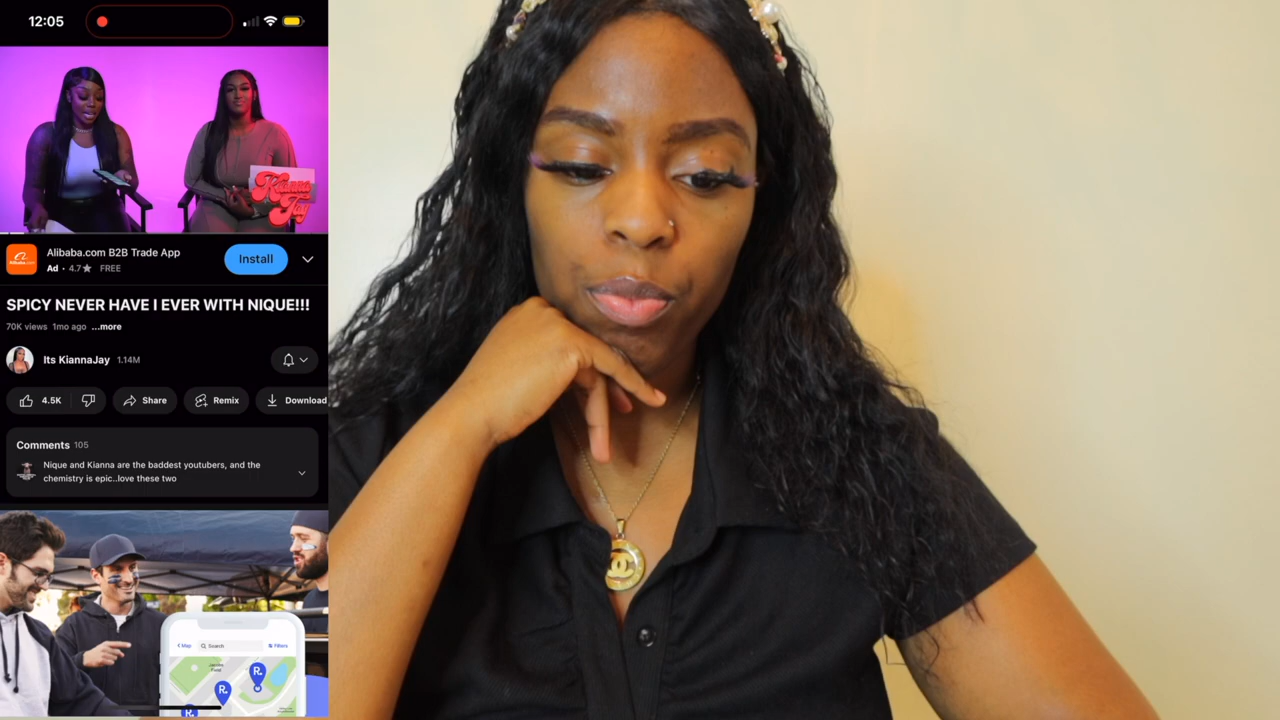 12:05
Kianna
Jay
Alibaba.com B2B Trade App
Ad • 4.7★ FREE
Install
SPICY NEVER HAVE I EVER WITH NIQUE!!!
70K views 1mo ago ...more
Its KiannaJay 1.14M
4.5K
Share
Remix
Download
Comments 105
Nique and Kianna are the baddest youtubers, and the
chemistry is epic..love these two
Map
Search
Filters
R.
R.
R.